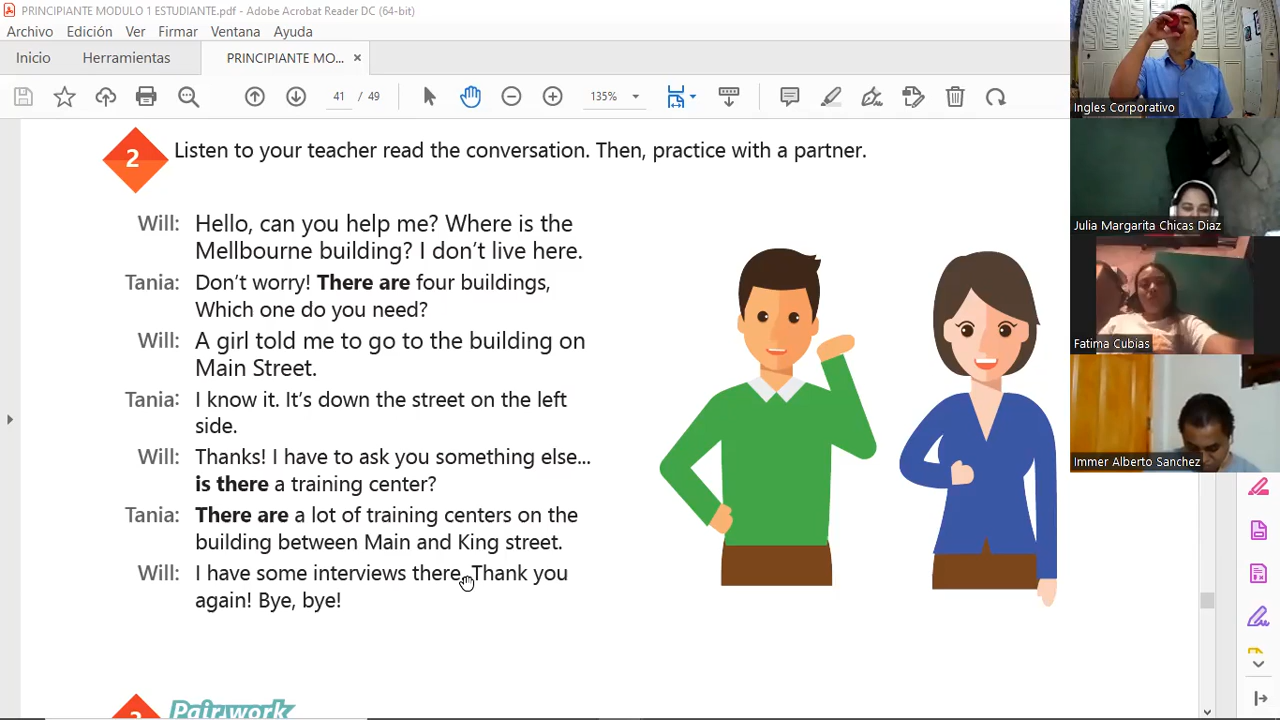 PRINCIPIANTE MODULO 1 ESTUDIANTE.pdf - Adobe Acrobat Reader DC (64-bit)
Archivo Edición Ver Firmar Ventana Ayuda
Inicio Herramientas PRINCIPIANTE MO... ×
41 / 49 135%
2 Listen to your teacher read the conversation. Then, practice with a partner.
Will: Hello, can you help me? Where is the
Mellbourne building? I don't live here.
Tania: Don't worry! There are four buildings,
Which one do you need?
Will: A girl told me to go to the building on
Main Street.
Tania: I know it. It's down the street on the left
side.
Will: Thanks! I have to ask you something else...
is there a training center?
Tania: There are a lot of training centers on the
building between Main and King street.
Will: I have some interviews there. Thank you
again! Bye, bye!
3 Pair work
Ingles Corporativo
Julia Margarita Chicas Diaz
Fatima Cubias
Immer Alberto Sanchez